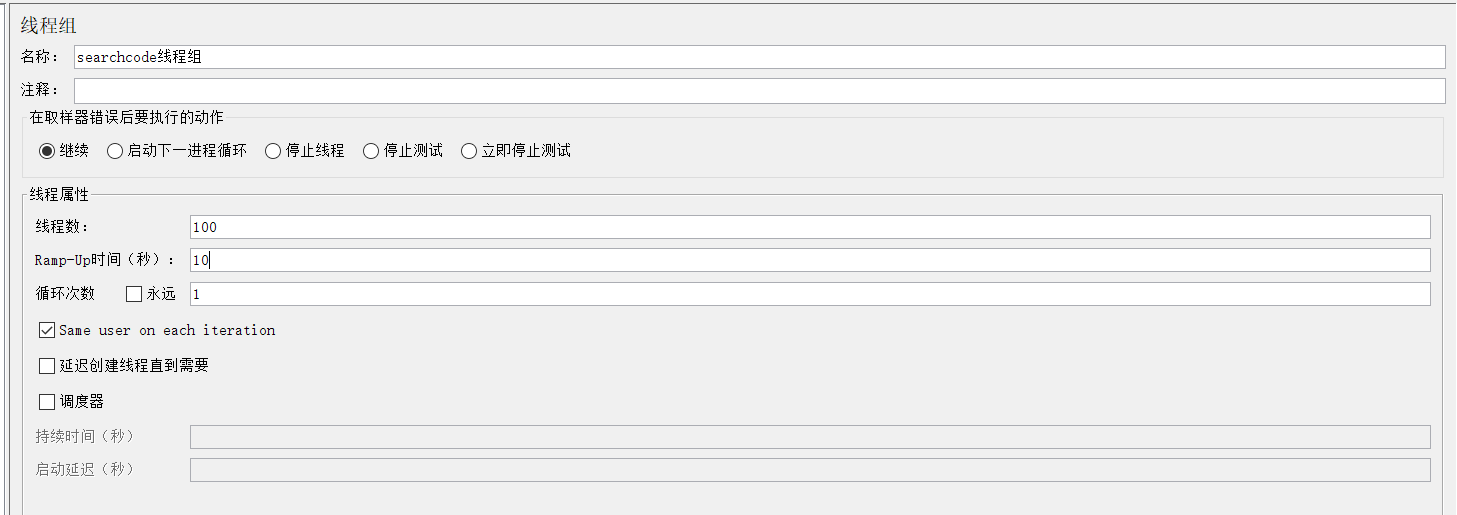 线程组
名称： searchcode线程组
注释：
在取样器错误后要执行的动作
继续 启动下一进程循环 停止线程 停止测试 立即停止测试
线程属性
线程数： 100
Ramp-Up时间（秒）： 10
循环次数 永远 1
Same user on each iteration
延迟创建线程直到需要
调度器
持续时间（秒）
启动延迟（秒）